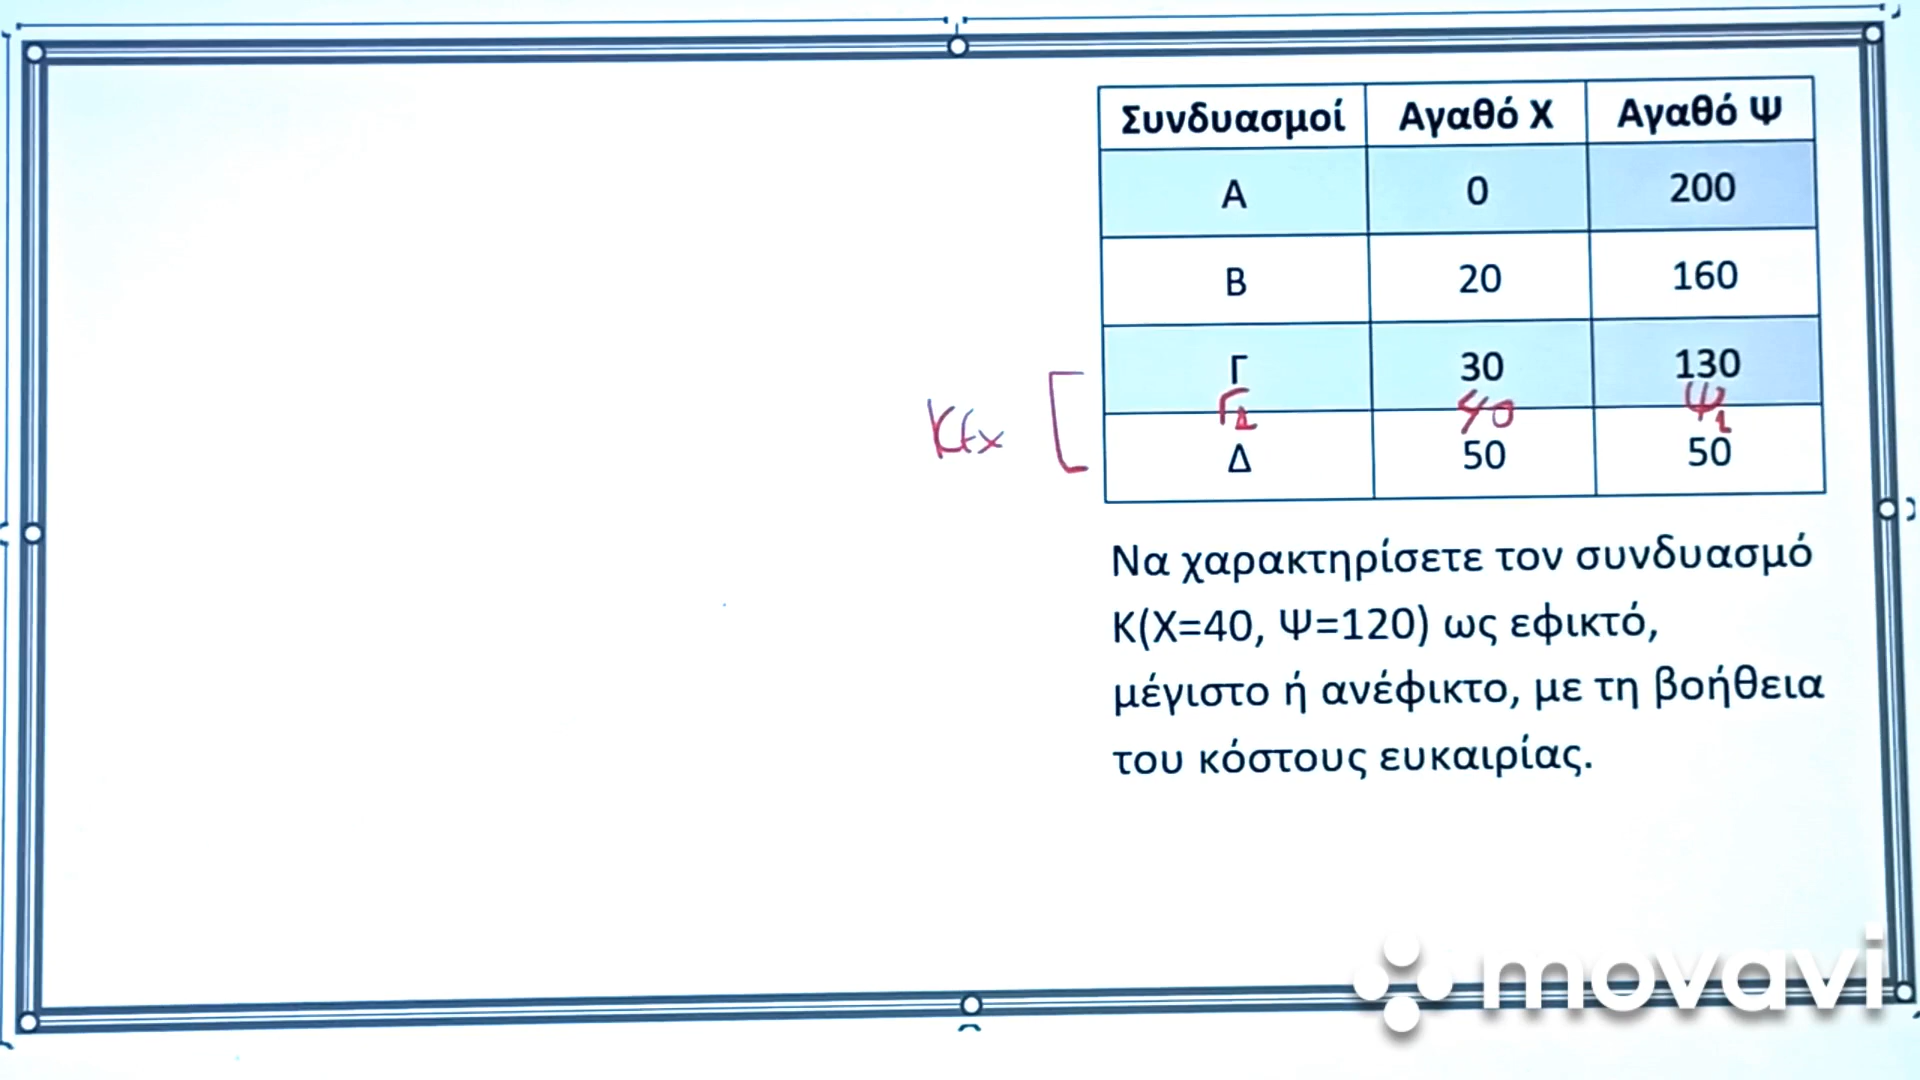 Συνδυασμοί Αγαθό Χ Αγαθό Ψ
Α 0 200
Β 20 160
Γ 30 130
Γ1 40 Ψ1
Δ 50 50
ΚΕx
Να χαρακτηρίσετε τον συνδυασμό
Κ(Χ=40, Ψ=120) ως εφικτό,
μέγιστο ή ανέφικτο, με τη βοήθεια
του κόστους ευκαιρίας.
movavi